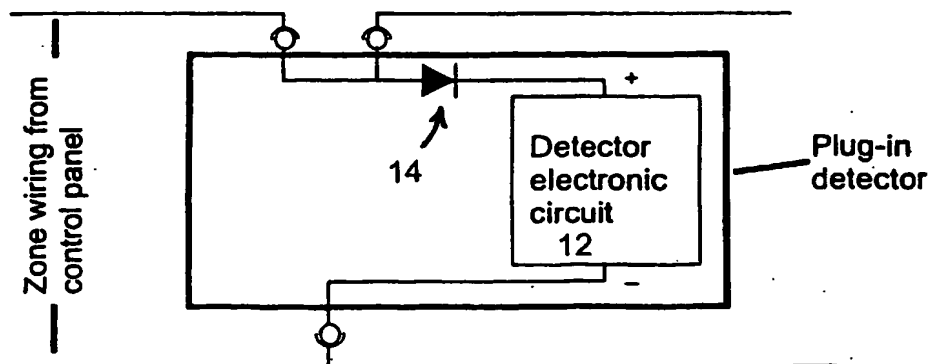 Zone wiring from
control panel
14
+
Detector
electronic
circuit
12
–
Plug-in
detector